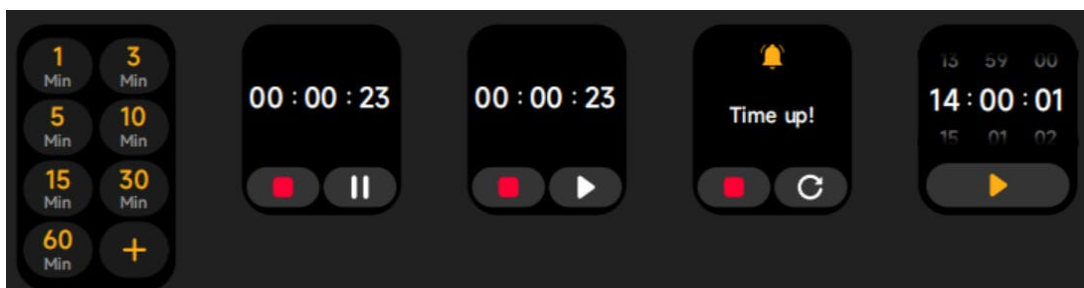 1 3
Min Min
5 10
Min Min
15 30
Min Min
60 +
Min
00 : 00 : 23
00 : 00 : 23
Time up!
13 59 00
14 : 00 : 01
15 01 02